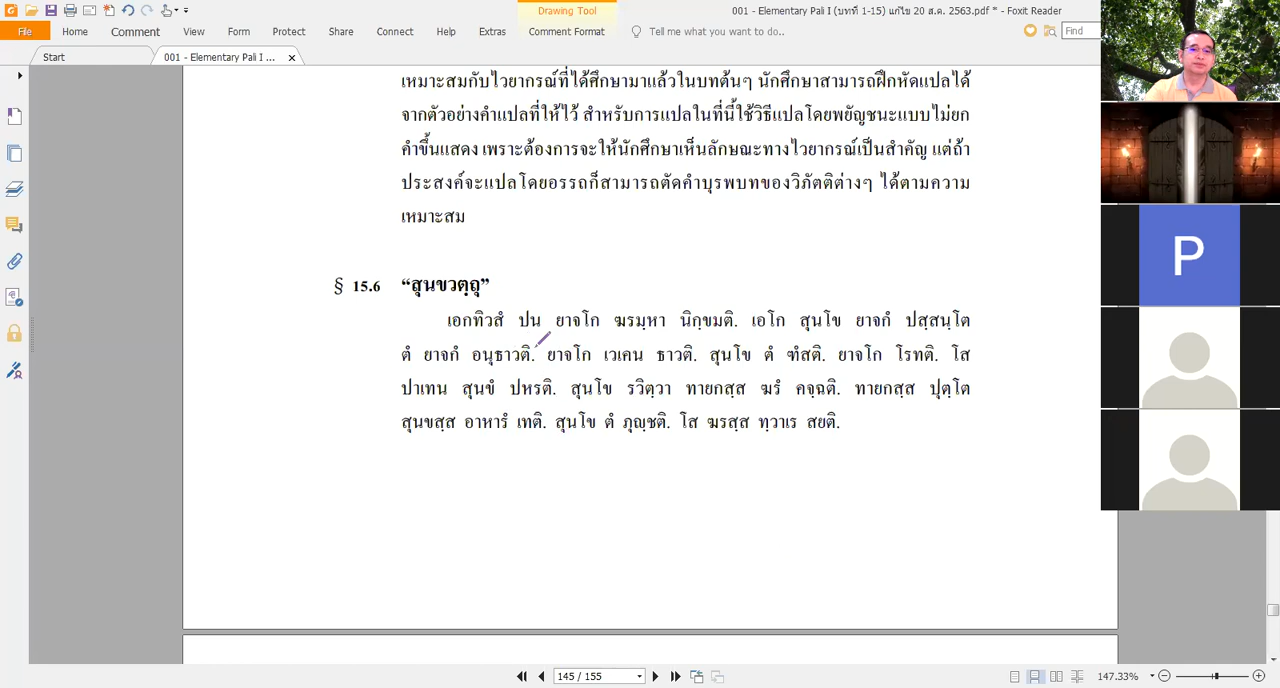 Drawing Tool
001 - Elementary Pali I (บทที่ 1-15) แก้ไข 20 ส.ค. 2563.pdf * - Foxit Reader
File Home Comment View Form Protect Share Connect Help Extras Comment Format Tell me what you want to do.. Find
Start 001 - Elementary Pali I ...
เหมาะสมกับไวยากรณ์ที่ได้ศึกษามาแล้วในบทต้นๆ นักศึกษาสามารถฝึกหัดแปลได้
จากตัวอย่างคำแปลที่ให้ไว้ สำหรับการแปลในที่นี้ใช้วิธีแปลโดยพยัญชนะแบบไม่ยก
คำขึ้นแสดง เพราะต้องการจะให้นักศึกษาเห็นลักษณะทางไวยากรณ์เป็นสำคัญ แต่ถ้า
ประสงค์จะแปลโดยอรรถก็สามารถตัดคำบุรพบทของวิภัตติต่างๆ ได้ตามความ
เหมาะสม
§ 15.6 “สุนขวตฺถุ”
เอกทิวสํ ปน ยาจโก ฆรมฺหา นิกฺขมติ. เอโก สุนโข ยาจกํ ปสฺสนฺโต
ตํ ยาจกํ อนุธาวติ. ยาจโก เวเคน ธาวติ. สุนโข ตํ ฑํสติ. ยาจโก โรทติ. โส
ปาเทน สุนขํ ปหรติ. สุนโข รวิตฺวา ทายกสฺส ฆรํ คจฺฉติ. ทายกสฺส ปุตฺโต
สุนขสฺส อาหารํ เทติ. สุนโข ตํ ภุญฺชติ. โส ฆรสฺส ทฺวาเร สยติ.
P
145 / 155
147.33%